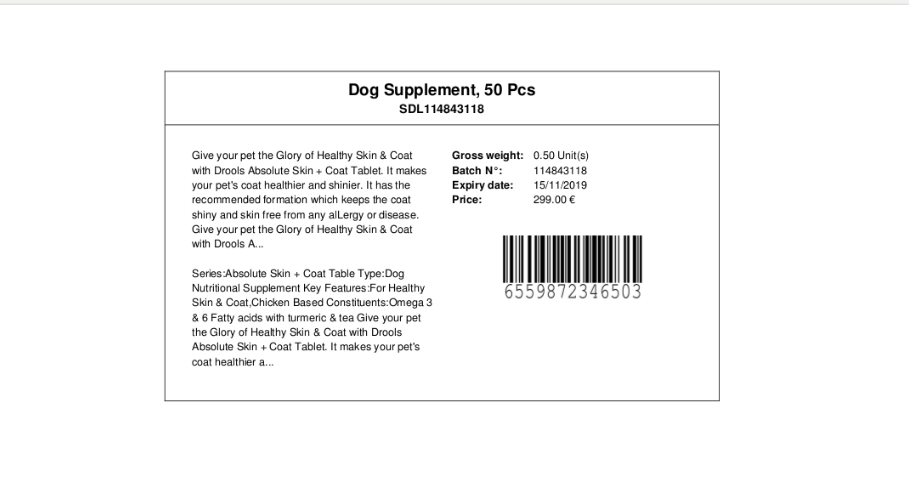 Dog Supplement, 50 Pcs
SDL114843118
Give your pet the Glory of Healthy Skin & Coat
with Drools Absolute Skin + Coat Tablet. It makes
your pet's coat healthier and shinier. It has the
recommended formation which keeps the coat
shiny and skin free from any alLergy or disease.
Give your pet the Glory of Healthy Skin & Coat
with Drools A...
Series:Absolute Skin + Coat Table Type:Dog
Nutritional Supplement Key Features:For Healthy
Skin & Coat,Chicken Based Constituents:Omega 3
& 6 Fatty acids with turmeric & tea Give your pet
the Glory of Healthy Skin & Coat with Drools
Absolute Skin + Coat Tablet. It makes your pet's
coat healthier a...
Gross weight: 0.50 Unit(s)
Batch N°: 114843118
Expiry date: 15/11/2019
Price: 299.00 €
6559872346503